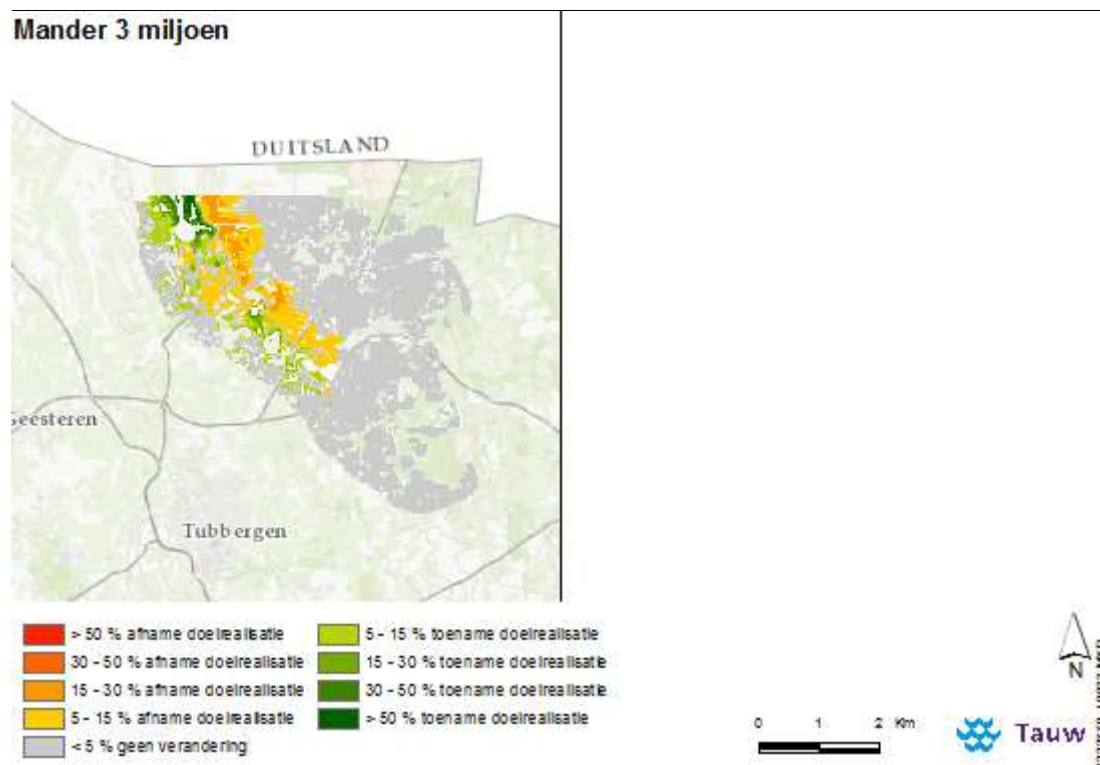 Mander 3 miljoen
DUITSLAND
Geesteren
Tubbergen
> 50 % afname doelrealisatie
30 - 50 % afname doelrealisatie
15 - 30 % afname doelrealisatie
5 - 15 % afname doelrealisatie
< 5 % geen verandering
5 - 15 % toename doelrealisatie
15 - 30 % toename doelrealisatie
30 - 50 % toename doelrealisatie
> 50 % toename doelrealisatie
0 1 2 Km
N
Tauw